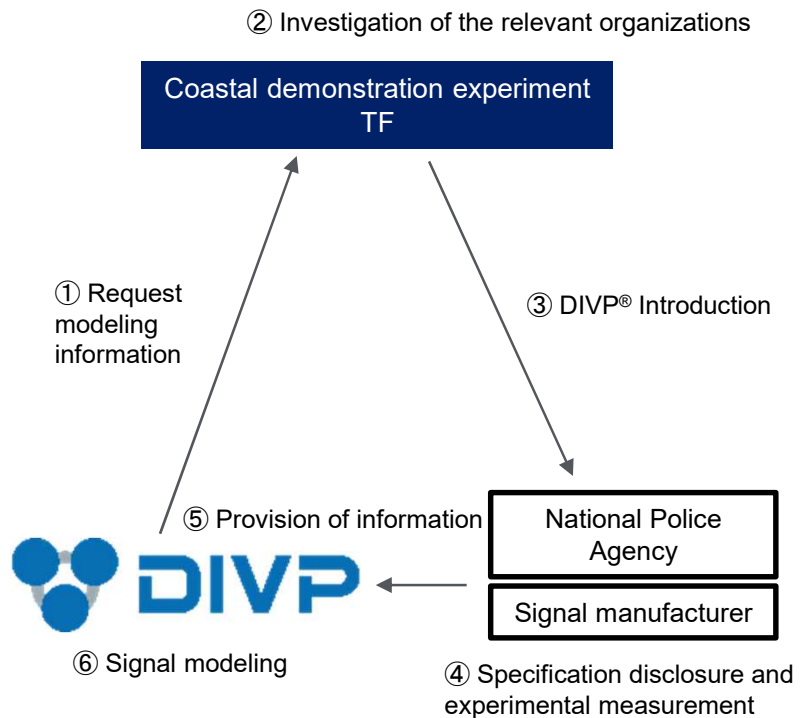 ② Investigation of the relevant organizations
Coastal demonstration experiment
TF
① Request
modeling
information
③ DIVP® Introduction
⑤ Provision of information
National Police
Agency
DIVP
Signal manufacturer
⑥ Signal modeling
④ Specification disclosure and
experimental measurement